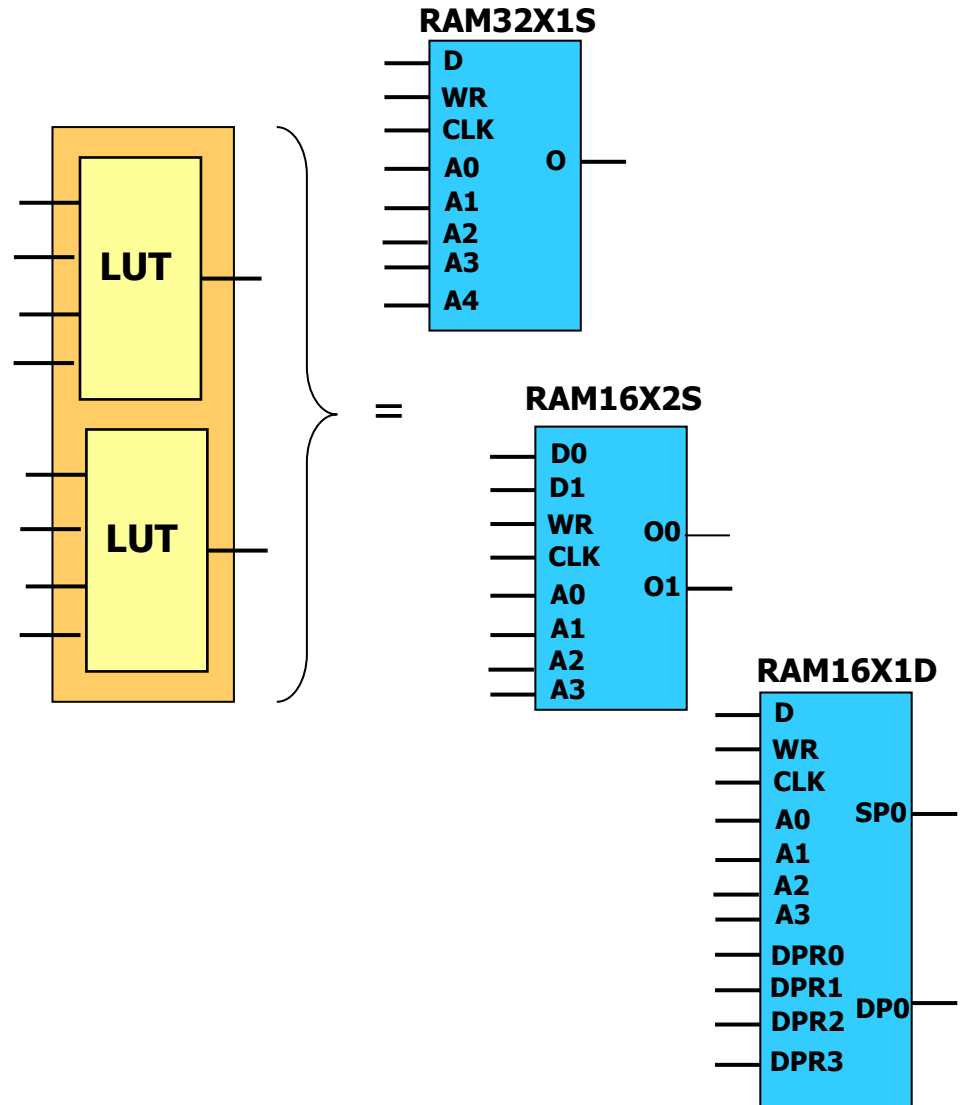 RAM32X1S
D
WR
CLK
A0
O
A1
A2
A3
A4
LUT
LUT
=
RAM16X2S
D0
D1
WR
O0
CLK
A0
O1
A1
A2
A3
RAM16X1D
D
WR
CLK
A0
SP0
A1
A2
A3
DPR0
DPR1
DPR2
DP0
DPR3